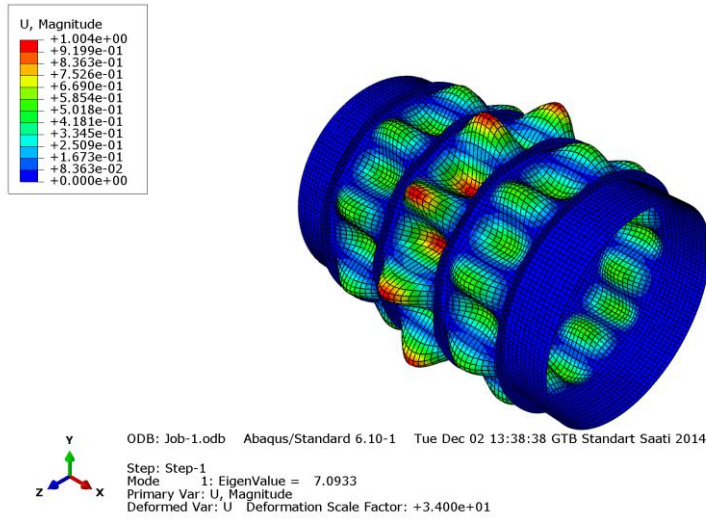 U, Magnitude
+1.004e+00
+9.199e-01
+8.363e-01
+7.526e-01
+6.690e-01
+5.854e-01
+5.018e-01
+4.181e-01
+3.345e-01
+2.509e-01
+1.673e-01
+8.363e-02
+0.000e+00
Y
Z X
ODB: Job-1.odb Abaqus/Standard 6.10-1 Tue Dec 02 13:38:38 GTB Standart Saati 2014
Step: Step-1
Mode 1: EigenValue = 7.0933
Primary Var: U, Magnitude
Deformed Var: U Deformation Scale Factor: +3.400e+01